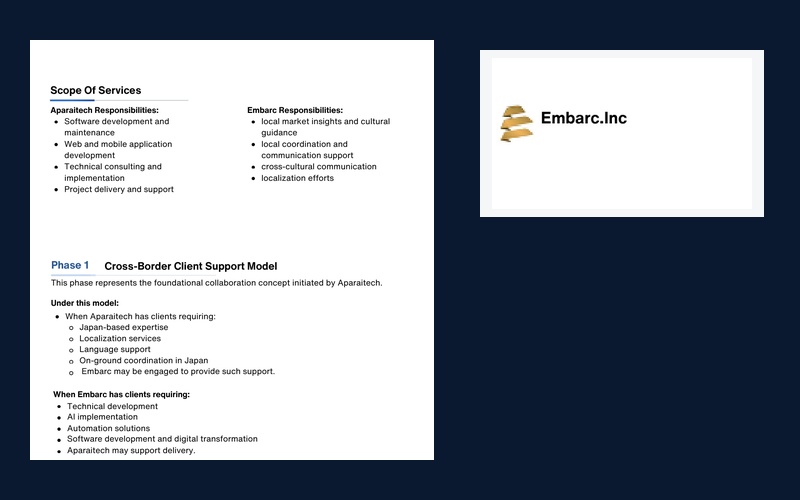 Scope Of Services
Aparaitech Responsibilities:
Software development and
maintenance
Web and mobile application
development
Technical consulting and
implementation
Project delivery and support
Embarc Responsibilities:
local market insights and cultural
guidance
local coordination and
communication support
cross-cultural communication
localization efforts
Phase 1 Cross-Border Client Support Model
This phase represents the foundational collaboration concept initiated by Aparaitech.
Under this model:
When Aparaitech has clients requiring:
Japan-based expertise
Localization services
Language support
On-ground coordination in Japan
Embarc may be engaged to provide such support.
When Embarc has clients requiring:
Technical development
AI implementation
Automation solutions
Software development and digital transformation
Aparaitech may support delivery.
Embarc.Inc